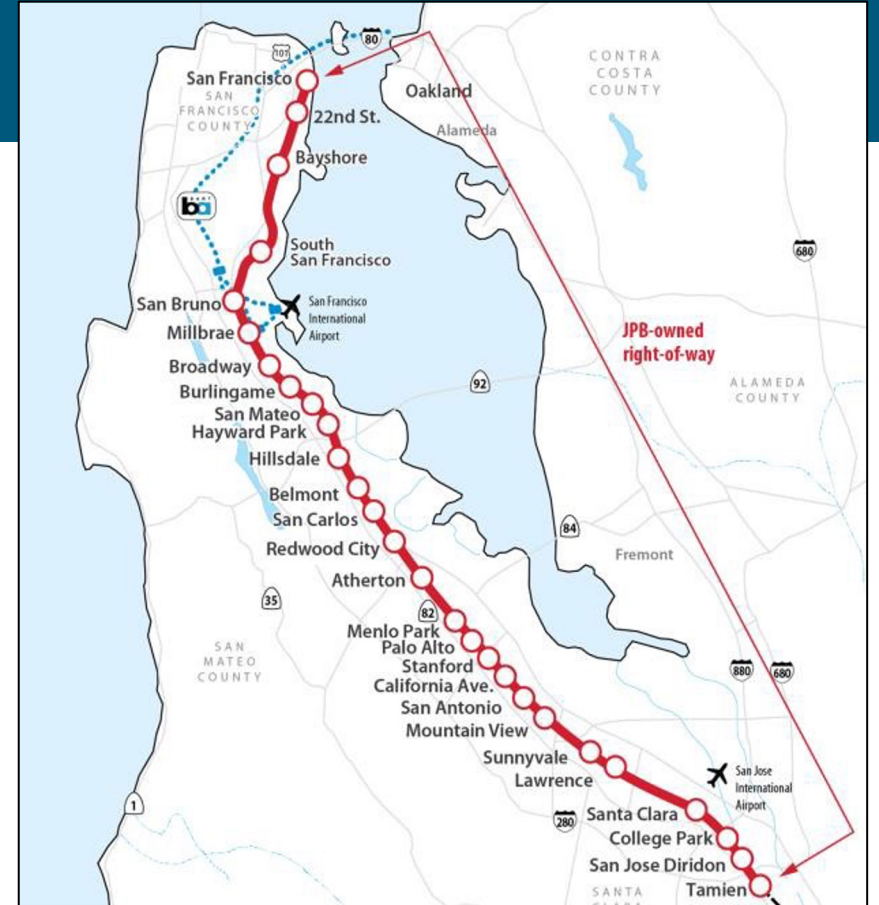 101
80
San Francisco
SAN
FRANCISCO
COUNTY
22nd St.
Oakland
Alameda
CONTRA
COSTA
COUNTY
Bayshore
ba
South
San Francisco
680
San Bruno
San Francisco
International
Airport
Millbrae
JPB-owned
right-of-way
Broadway
92
ALAMEDA
COUNTY
Burlingame
San Mateo
Hayward Park
Hillsdale
Belmont
San Carlos
84
Redwood City
Fremont
Atherton
35
82
Menlo Park
Palo Alto
SAN
MATEO
COUNTY
Stanford
880
680
California Ave.
San Antonio
Mountain View
Sunnyvale
Lawrence
San Jose
International
Airport
1
280
Santa Clara
College Park
San Jose Diridon
Tamien
SANTA